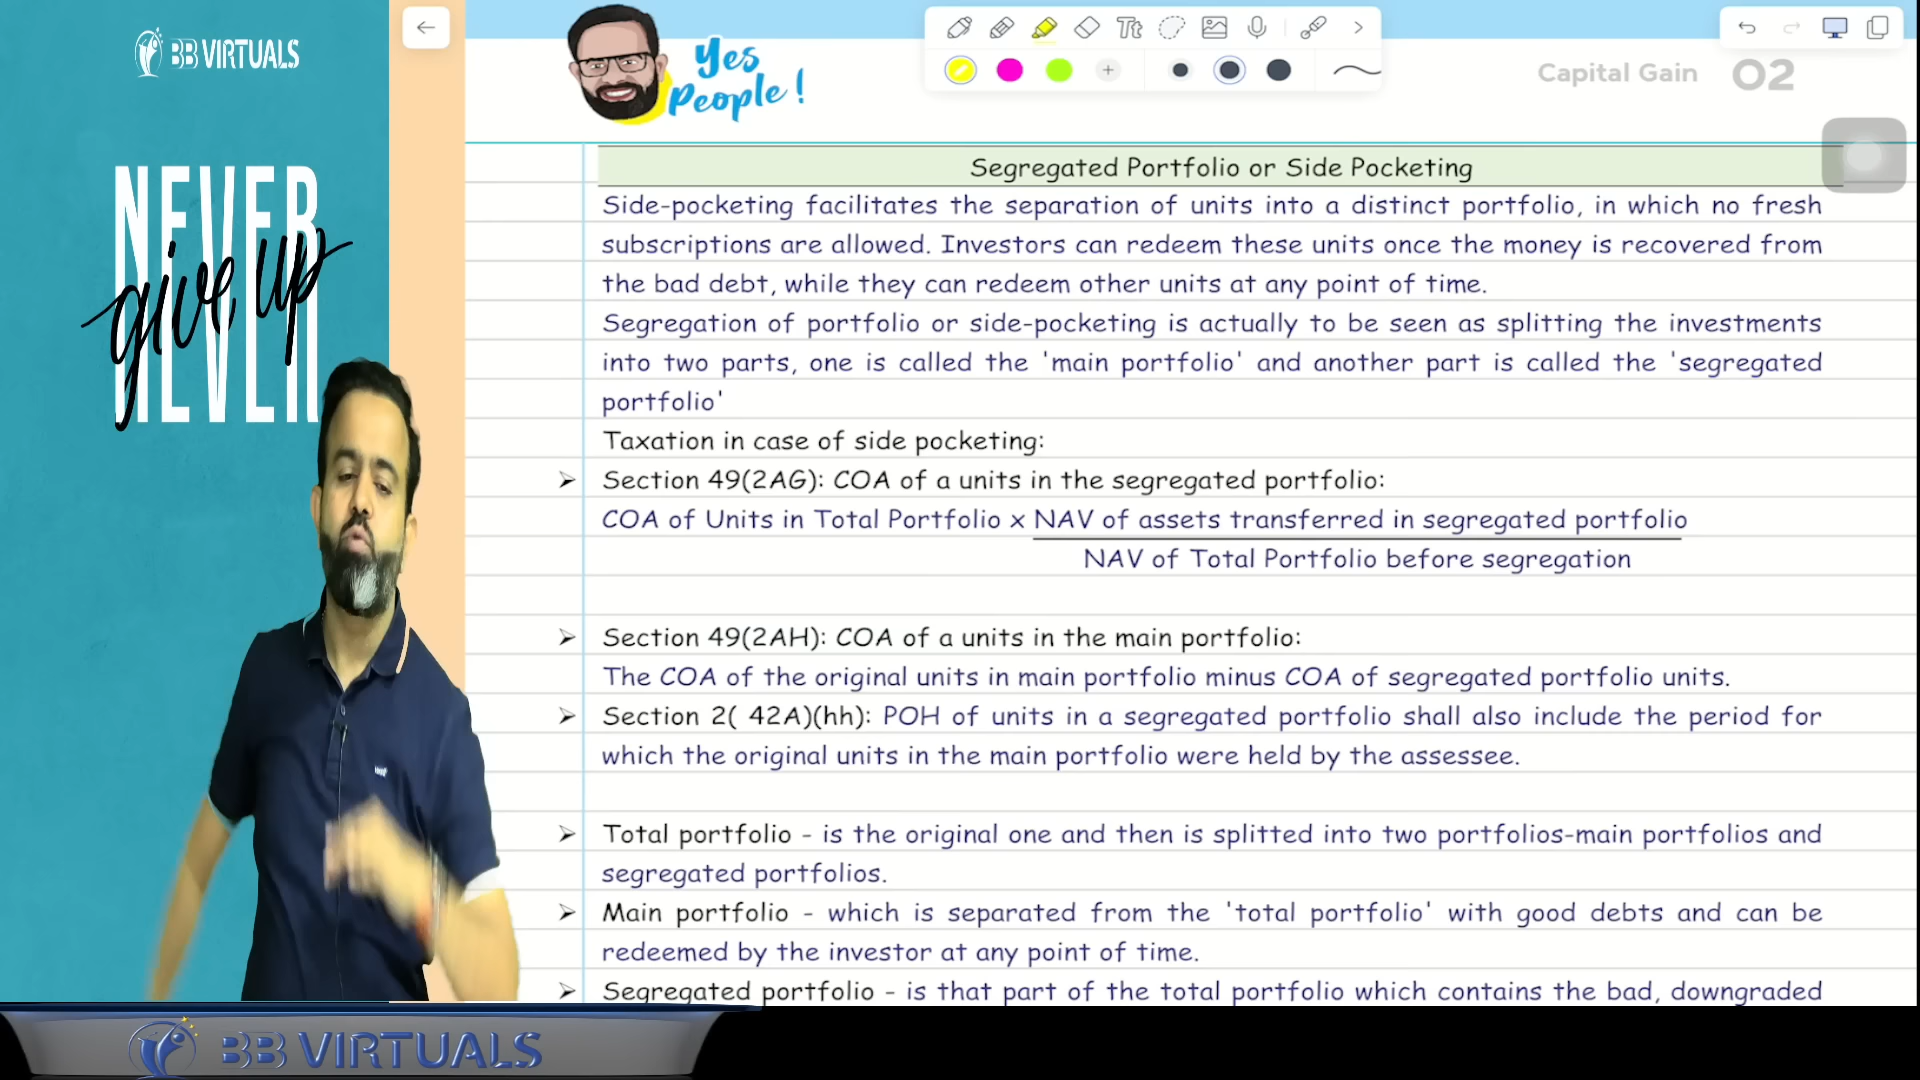 BB VIRTUALS
NEVER
give up
NEVER
Yes
People!
Tt
Capital Gain 02
Segregated Portfolio or Side Pocketing
Side-pocketing facilitates the separation of units into a distinct portfolio, in which no fresh
subscriptions are allowed. Investors can redeem these units once the money is recovered from
the bad debt, while they can redeem other units at any point of time.
Segregation of portfolio or side-pocketing is actually to be seen as splitting the investments
into two parts, one is called the 'main portfolio' and another part is called the 'segregated
portfolio'
Taxation in case of side pocketing:
➢ Section 49(2AG): COA of a units in the segregated portfolio:
COA of Units in Total Portfolio x NAV of assets transferred in segregated portfolio
NAV of Total Portfolio before segregation
➢ Section 49(2AH): COA of a units in the main portfolio:
The COA of the original units in main portfolio minus COA of segregated portfolio units.
➢ Section 2( 42A)(hh): POH of units in a segregated portfolio shall also include the period for
which the original units in the main portfolio were held by the assessee.
➢ Total portfolio - is the original one and then is splitted into two portfolios-main portfolios and
segregated portfolios.
➢ Main portfolio - which is separated from the 'total portfolio' with good debts and can be
redeemed by the investor at any point of time.
➢ Segregated portfolio - is that part of the total portfolio which contains the bad, downgraded
BB VIRTUALS